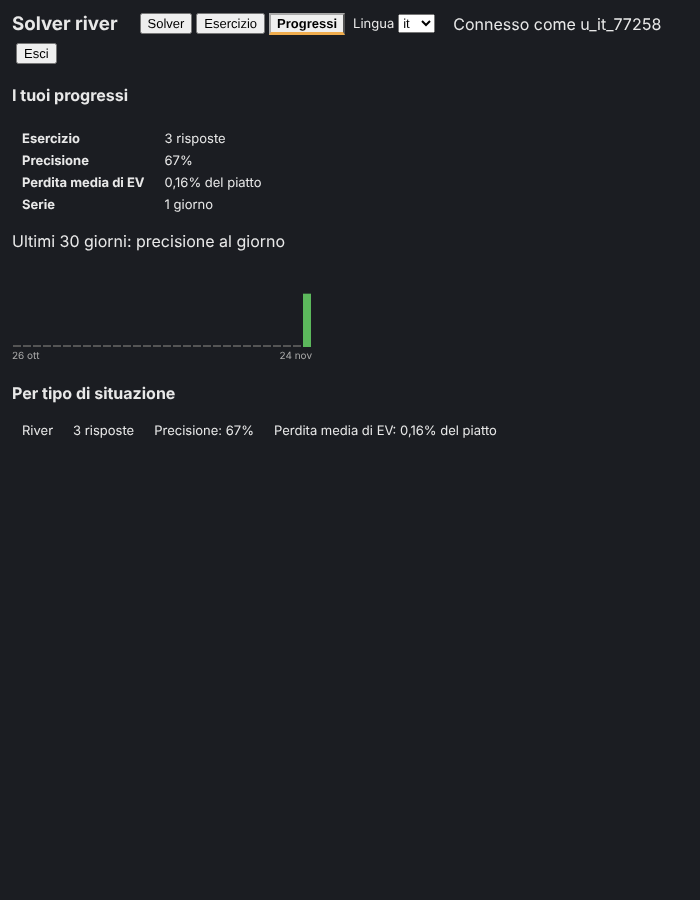 Solver river Solver Esercizio Progressi Lingua it Connesso come u_it_77258
Esci
I tuoi progressi
Esercizio 3 risposte
Precisione 67%
Perdita media di EV 0,16% del piatto
Serie 1 giorno
Ultimi 30 giorni: precisione al giorno
26 ott 24 nov
Per tipo di situazione
River 3 risposte Precisione: 67% Perdita media di EV: 0,16% del piatto